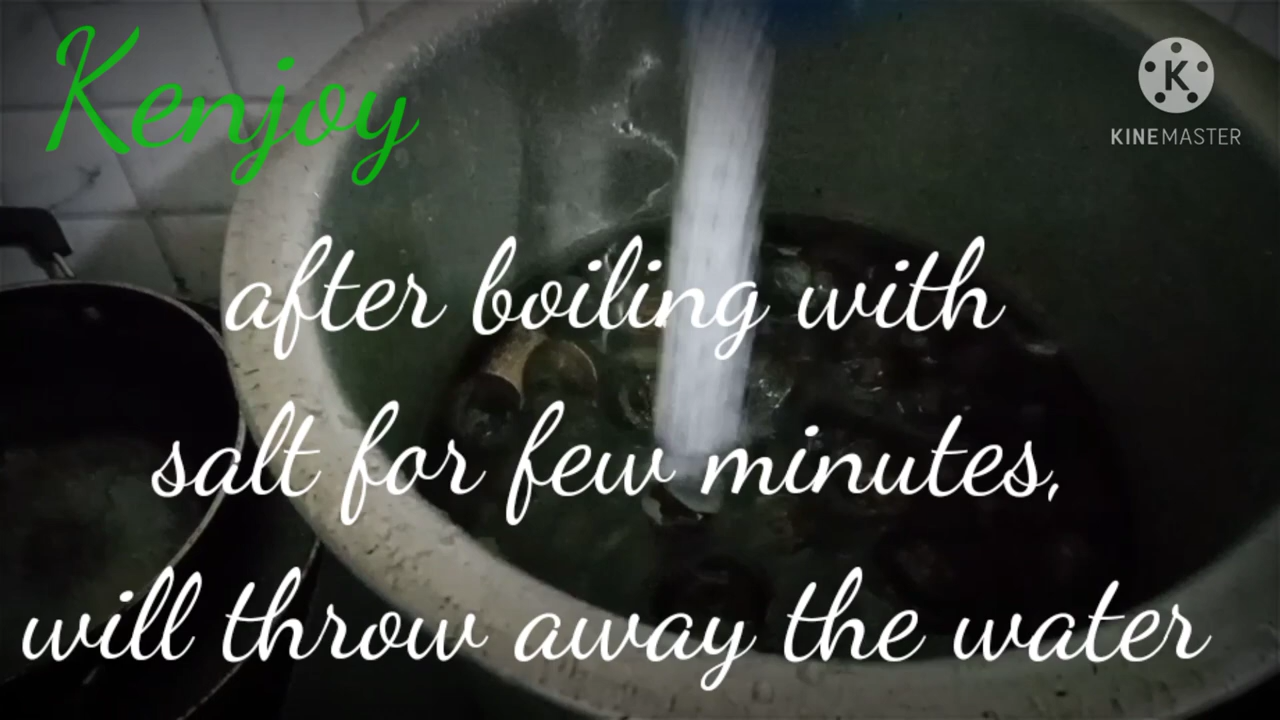 Kenjoy
K
KINEMASTER
after boiling with
salt for few minutes,
will throw away the water